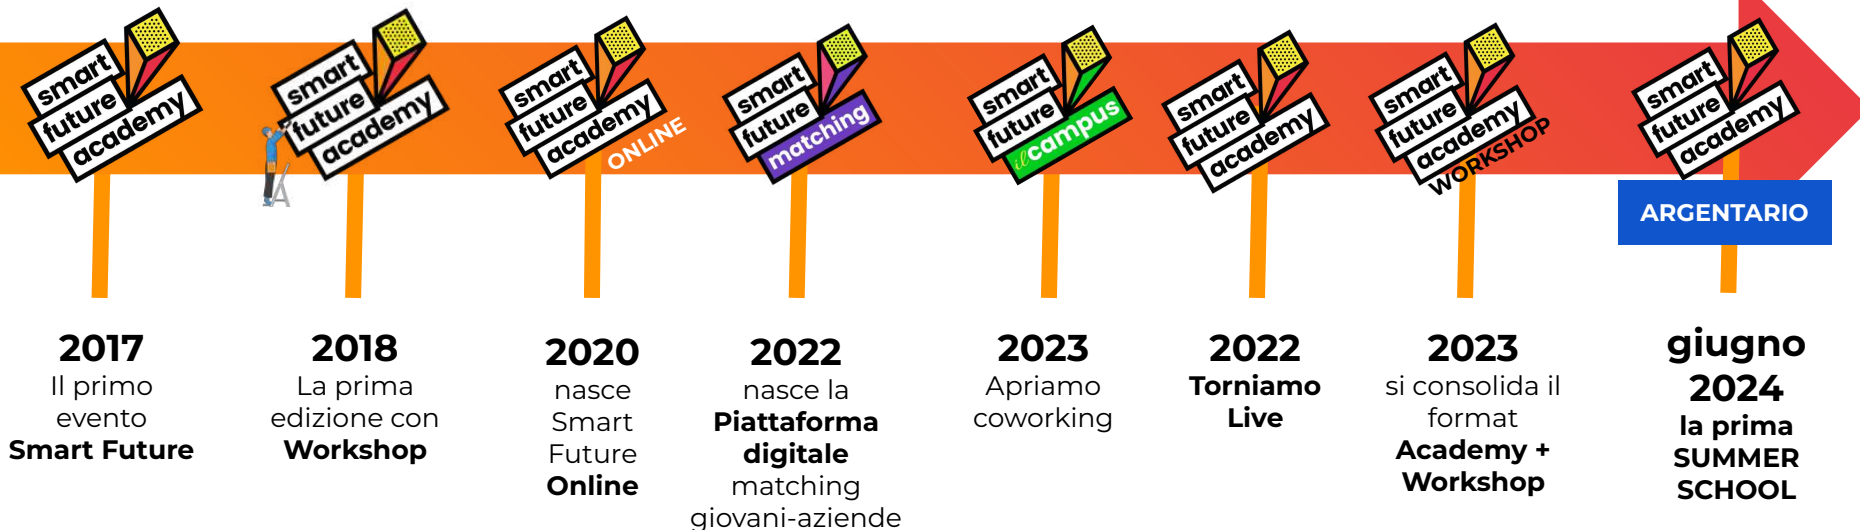 smart
future
academy
smart
future
academy
smart
future
academy
ONLINE
smart
future
matching
smart
future
ilcampus
smart
future
academy
smart
future
academy
WORKSHOP
smart
future
academy
ARGENTARIO
2017
Il primo
evento
Smart Future
2018
La prima
edizione con
Workshop
2020
nasce
Smart
Future
Online
2022
nasce la
Piattaforma
digitale
matching
giovani-aziende
2023
Apriamo
coworking
2022
Torniamo
Live
2023
si consolida il
format
Academy +
Workshop
giugno
2024
la prima
SUMMER
SCHOOL